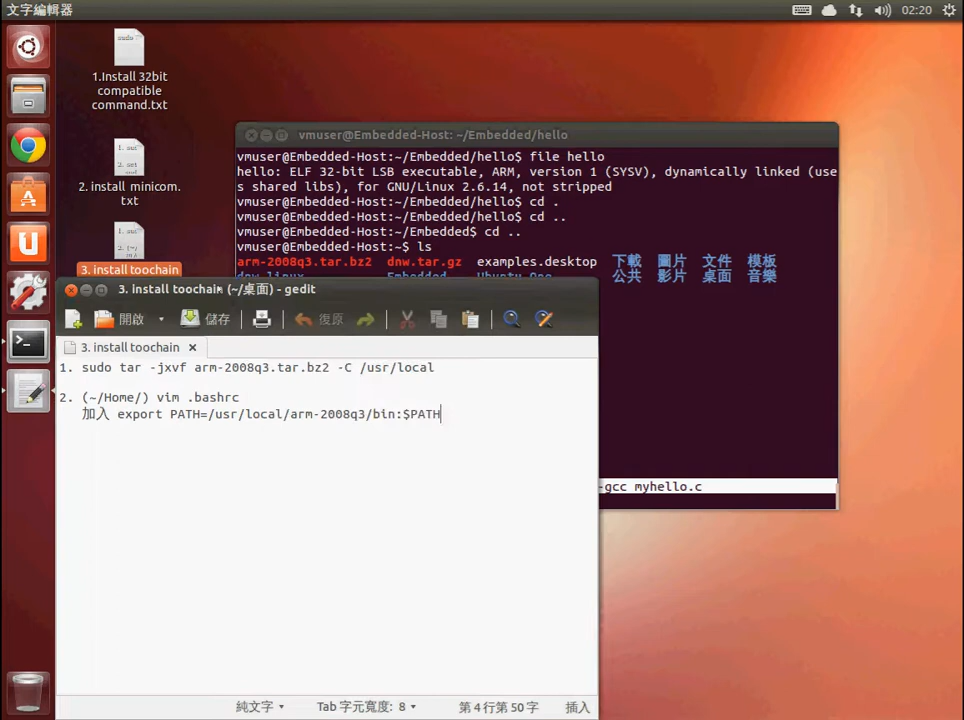 文字編輯器
02:20
1.Install 32bit
compatible
command.txt
2. install minicom.
txt
3. install toochain
vmuser@Embedded-Host: ~/Embedded/hello
vmuser@Embedded-Host:~/Embedded/hello$ file hello
hello: ELF 32-bit LSB executable, ARM, version 1 (SYSV), dynamically linked (use
s shared libs), for GNU/Linux 2.6.14, not stripped
vmuser@Embedded-Host:~/Embedded/hello$ cd .
vmuser@Embedded-Host:~/Embedded/hello$ cd ..
vmuser@Embedded-Host:~/Embedded$ cd ..
vmuser@Embedded-Host:~$ ls
arm-2008q3.tar.bz2 dnw.tar.gz examples.desktop 下載 圖片 文件 模板
dnw_linux Embedded Ubuntu One 公共 影片 桌面 音樂
-gcc myhello.c
3. install toochain (~/桌面) - gedit
開啟 儲存 復原
3. install toochain
1. sudo tar -jxvf arm-2008q3.tar.bz2 -C /usr/local
2. (~/Home/) vim .bashrc
加入 export PATH=/usr/local/arm-2008q3/bin:$PATH
純文字 Tab 字元寬度: 8 第 4 行第 50 字 插入